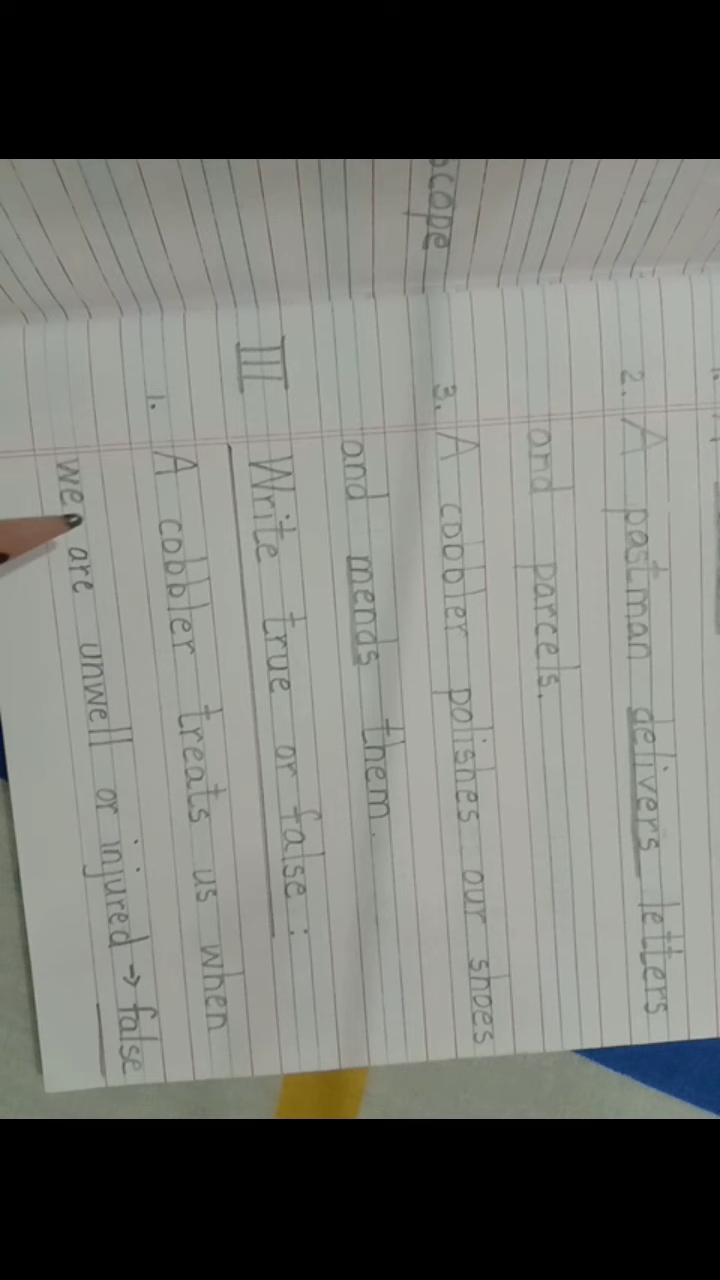 scope
2. A postman delivers letters
and parcels.
3. A cobbler polishes our shoes
and mends them.
III Write true or false :
1. A cobbler treats us when
we are unwell or injured → false